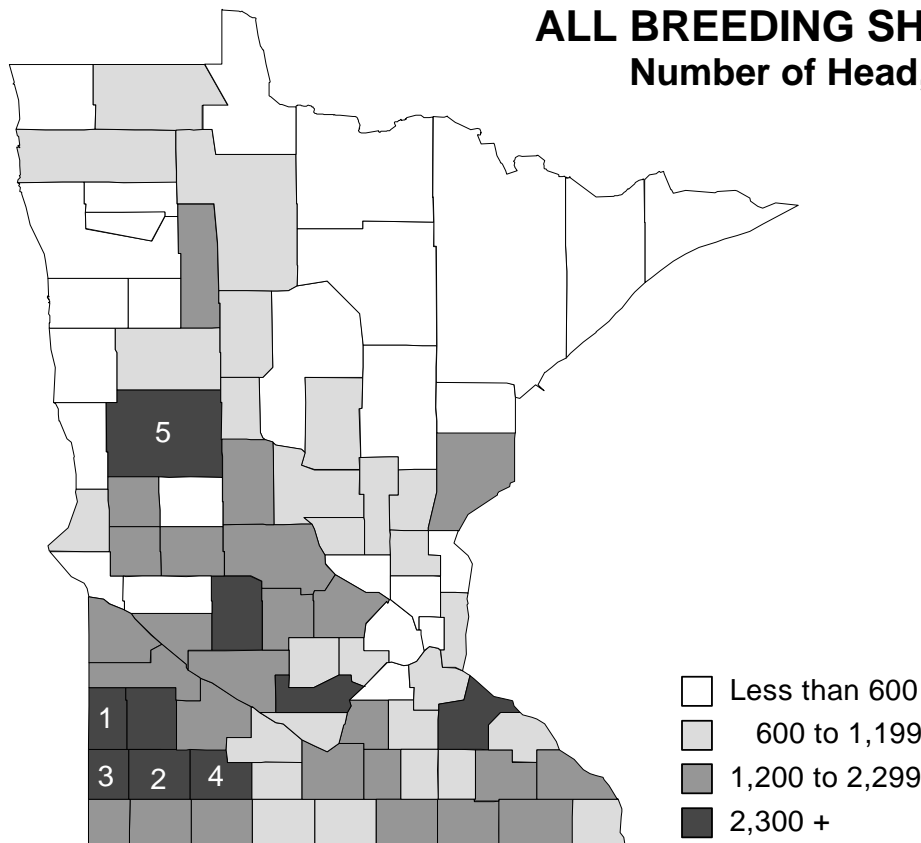 ALL BREEDING SH
Number of Head,
5
1
3 2 4
Less than 600
600 to 1,199
1,200 to 2,299
2,300 +